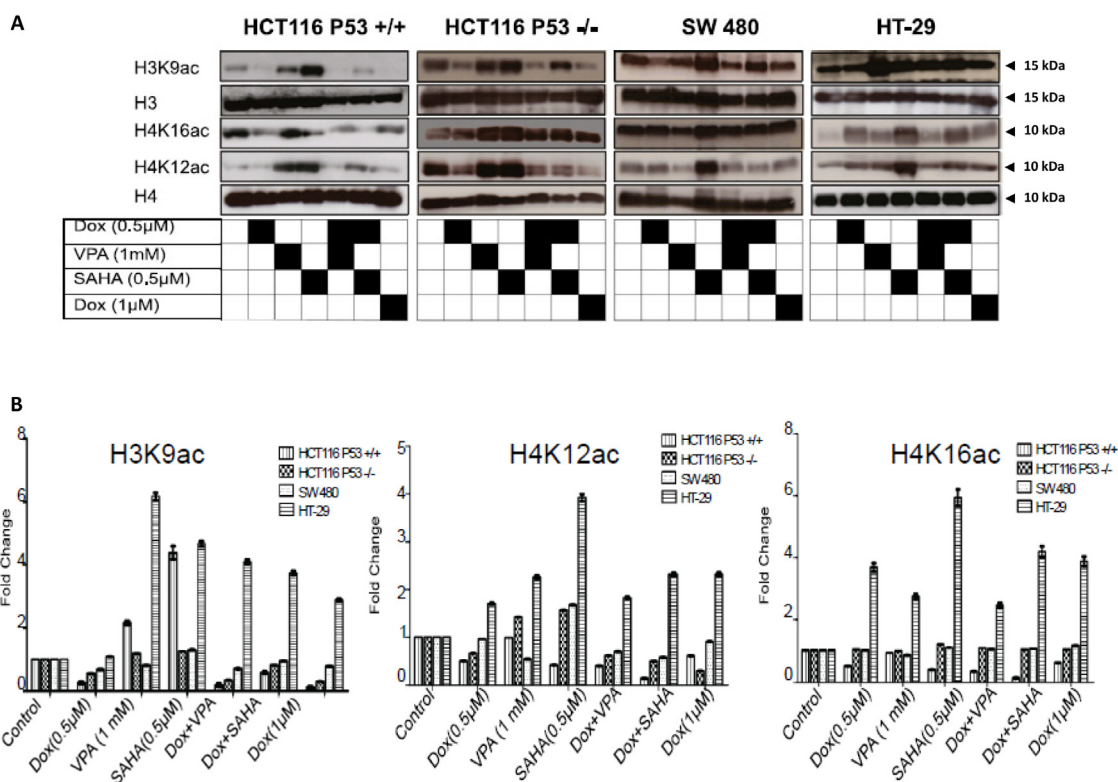 A
HCT116 P53 +/+ HCT116 P53 -/- SW 480 HT-29
H3K9ac 15 kDa
H3 15 kDa
H4K16ac 10 kDa
H4K12ac 10 kDa
H4 10 kDa
Dox (0.5µM)
VPA (1mM)
SAHA (0.5µM)
Dox (1µM)
B
H3K9ac
HCT116 P53 +/+
HCT116 P53 -/-
SW480
HT-29
Fold Change
8
6
4
2
0
Control
Dox(0.5µM)
VPA (1 mM)
SAHA(0.5µM)
Dox+VPA
Dox+SAHA
Dox(1µM)
H4K12ac
HCT116 P53 +/+
HCT116 P53 -/-
SW480
HT-29
Fold Change
5
4
3
2
1
0
Control
Dox(0.5µM)
VPA (1 mM)
SAHA(0.5µM)
Dox+VPA
Dox+SAHA
Dox(1µM)
H4K16ac
HCT116 P53 +/+
HCT116 P53 -/-
SW480
HT-29
Fold Change
8
6
4
2
0
Control
Dox(0.5µM)
VPA (1 mM)
SAHA(0.5µM)
Dox+VPA
Dox+SAHA
Dox(1µM)